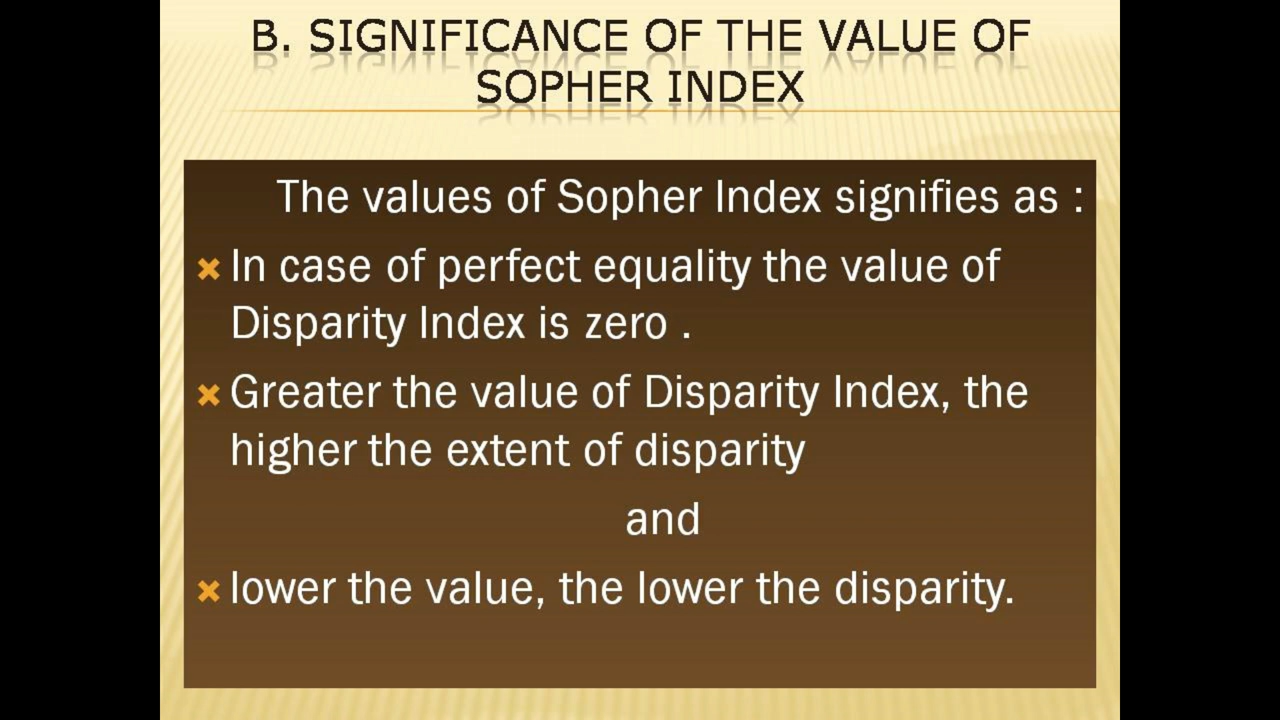 B. SIGNIFICANCE OF THE VALUE OF
SOPHER INDEX
The values of Sopher Index signifies as :
In case of perfect equality the value of
Disparity Index is zero .
Greater the value of Disparity Index, the
higher the extent of disparity
and
lower the value, the lower the disparity.